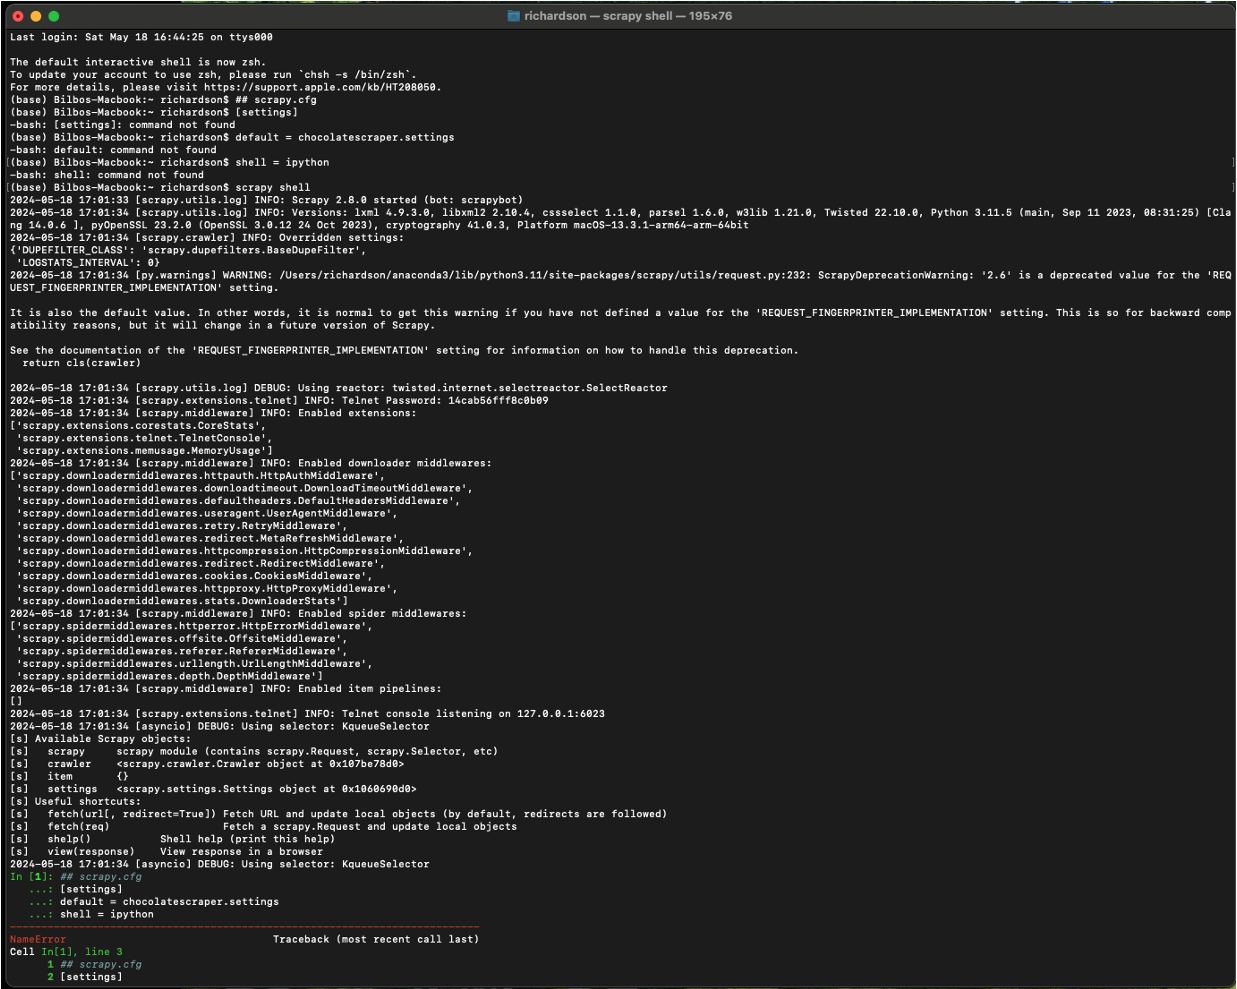 richardson — scrapy shell — 195×76
Last login: Sat May 18 16:44:25 on ttys000
The default interactive shell is now zsh.
To update your account to use zsh, please run `chsh -s /bin/zsh`.
For more details, please visit https://support.apple.com/kb/HT208050.
(base) Bilbos-Macbook:~ richardson$ ## scrapy.cfg
(base) Bilbos-Macbook:~ richardson$ [settings]
-bash: [settings]: command not found
(base) Bilbos-Macbook:~ richardson$ default = chocolatescraper.settings
-bash: default: command not found
[(base) Bilbos-Macbook:~ richardson$ shell = ipython ]
-bash: shell: command not found
[(base) Bilbos-Macbook:~ richardson$ scrapy shell ]
2024-05-18 17:01:33 [scrapy.utils.log] INFO: Scrapy 2.8.0 started (bot: scrapybot)
2024-05-18 17:01:34 [scrapy.utils.log] INFO: Versions: lxml 4.9.3.0, libxml2 2.10.4, cssselect 1.1.0, parsel 1.6.0, w3lib 1.21.0, Twisted 22.10.0, Python 3.11.5 (main, Sep 11 2023, 08:31:25) [Cla
ng 14.0.6 ], pyOpenSSL 23.2.0 (OpenSSL 3.0.12 24 Oct 2023), cryptography 41.0.3, Platform macOS-13.3.1-arm64-arm-64bit
2024-05-18 17:01:34 [scrapy.crawler] INFO: Overridden settings:
{'DUPEFILTER_CLASS': 'scrapy.dupefilters.BaseDupeFilter',
 'LOGSTATS_INTERVAL': 0}
2024-05-18 17:01:34 [py.warnings] WARNING: /Users/richardson/anaconda3/lib/python3.11/site-packages/scrapy/utils/request.py:232: ScrapyDeprecationWarning: '2.6' is a deprecated value for the 'REQ
UEST_FINGERPRINTER_IMPLEMENTATION' setting.
It is also the default value. In other words, it is normal to get this warning if you have not defined a value for the 'REQUEST_FINGERPRINTER_IMPLEMENTATION' setting. This is so for backward comp
atibility reasons, but it will change in a future version of Scrapy.
See the documentation of the 'REQUEST_FINGERPRINTER_IMPLEMENTATION' setting for information on how to handle this deprecation.
  return cls(crawler)
2024-05-18 17:01:34 [scrapy.utils.log] DEBUG: Using reactor: twisted.internet.selectreactor.SelectReactor
2024-05-18 17:01:34 [scrapy.extensions.telnet] INFO: Telnet Password: 14cab56fff8c0b09
2024-05-18 17:01:34 [scrapy.middleware] INFO: Enabled extensions:
['scrapy.extensions.corestats.CoreStats',
 'scrapy.extensions.telnet.TelnetConsole',
 'scrapy.extensions.memusage.MemoryUsage']
2024-05-18 17:01:34 [scrapy.middleware] INFO: Enabled downloader middlewares:
['scrapy.downloadermiddlewares.httpauth.HttpAuthMiddleware',
 'scrapy.downloadermiddlewares.downloadtimeout.DownloadTimeoutMiddleware',
 'scrapy.downloadermiddlewares.defaultheaders.DefaultHeadersMiddleware',
 'scrapy.downloadermiddlewares.useragent.UserAgentMiddleware',
 'scrapy.downloadermiddlewares.retry.RetryMiddleware',
 'scrapy.downloadermiddlewares.redirect.MetaRefreshMiddleware',
 'scrapy.downloadermiddlewares.httpcompression.HttpCompressionMiddleware',
 'scrapy.downloadermiddlewares.redirect.RedirectMiddleware',
 'scrapy.downloadermiddlewares.cookies.CookiesMiddleware',
 'scrapy.downloadermiddlewares.httpproxy.HttpProxyMiddleware',
 'scrapy.downloadermiddlewares.stats.DownloaderStats']
2024-05-18 17:01:34 [scrapy.middleware] INFO: Enabled spider middlewares:
['scrapy.spidermiddlewares.httperror.HttpErrorMiddleware',
 'scrapy.spidermiddlewares.offsite.OffsiteMiddleware',
 'scrapy.spidermiddlewares.referer.RefererMiddleware',
 'scrapy.spidermiddlewares.urllength.UrlLengthMiddleware',
 'scrapy.spidermiddlewares.depth.DepthMiddleware']
2024-05-18 17:01:34 [scrapy.middleware] INFO: Enabled item pipelines:
[]
2024-05-18 17:01:34 [scrapy.extensions.telnet] INFO: Telnet console listening on 127.0.0.1:6023
2024-05-18 17:01:34 [asyncio] DEBUG: Using selector: KqueueSelector
[s] Available Scrapy objects:
[s]   scrapy     scrapy module (contains scrapy.Request, scrapy.Selector, etc)
[s]   crawler    <scrapy.crawler.Crawler object at 0x107be78d0>
[s]   item       {}
[s]   settings   <scrapy.settings.Settings object at 0x1060690d0>
[s] Useful shortcuts:
[s]   fetch(url[, redirect=True]) Fetch URL and update local objects (by default, redirects are followed)
[s]   fetch(req)                  Fetch a scrapy.Request and update local objects
[s]   shelp()           Shell help (print this help)
[s]   view(response)    View response in a browser
2024-05-18 17:01:34 [asyncio] DEBUG: Using selector: KqueueSelector
In [1]: ## scrapy.cfg
   ...: [settings]
   ...: default = chocolatescraper.settings
   ...: shell = ipython
NameError                                 Traceback (most recent call last)
Cell In[1], line 3
      1 ## scrapy.cfg
      2 [settings]